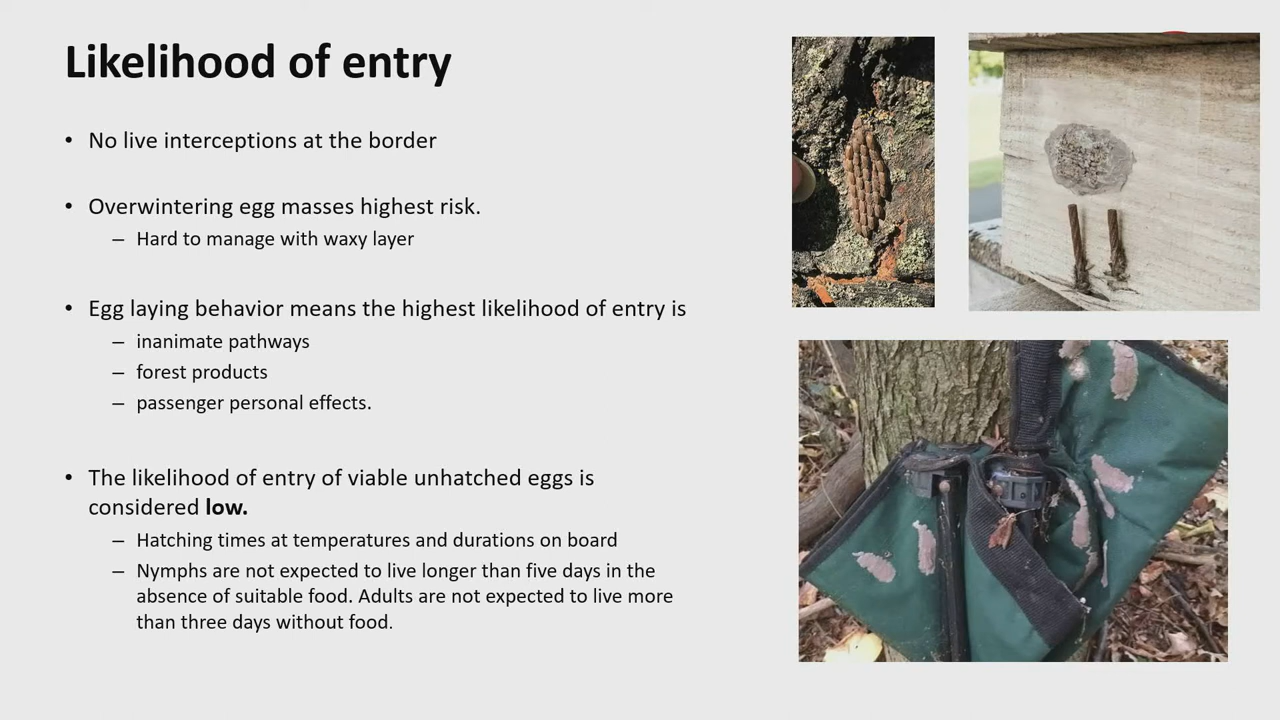 Likelihood of entry
• No live interceptions at the border
• Overwintering egg masses highest risk.
– Hard to manage with waxy layer
• Egg laying behavior means the highest likelihood of entry is
– inanimate pathways
– forest products
– passenger personal effects.
• The likelihood of entry of viable unhatched eggs is
considered low.
– Hatching times at temperatures and durations on board
– Nymphs are not expected to live longer than five days in the
absence of suitable food. Adults are not expected to live more
than three days without food.